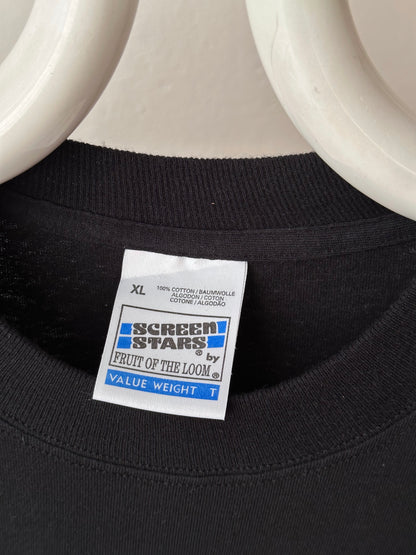 XL
100% COTTON / BAUMWOLLE
ALGODON / COTON
COTONE / ALGODÃO
SCREEN
STARS®
by
FRUIT OF THE LOOM®
VALUE WEIGHT T